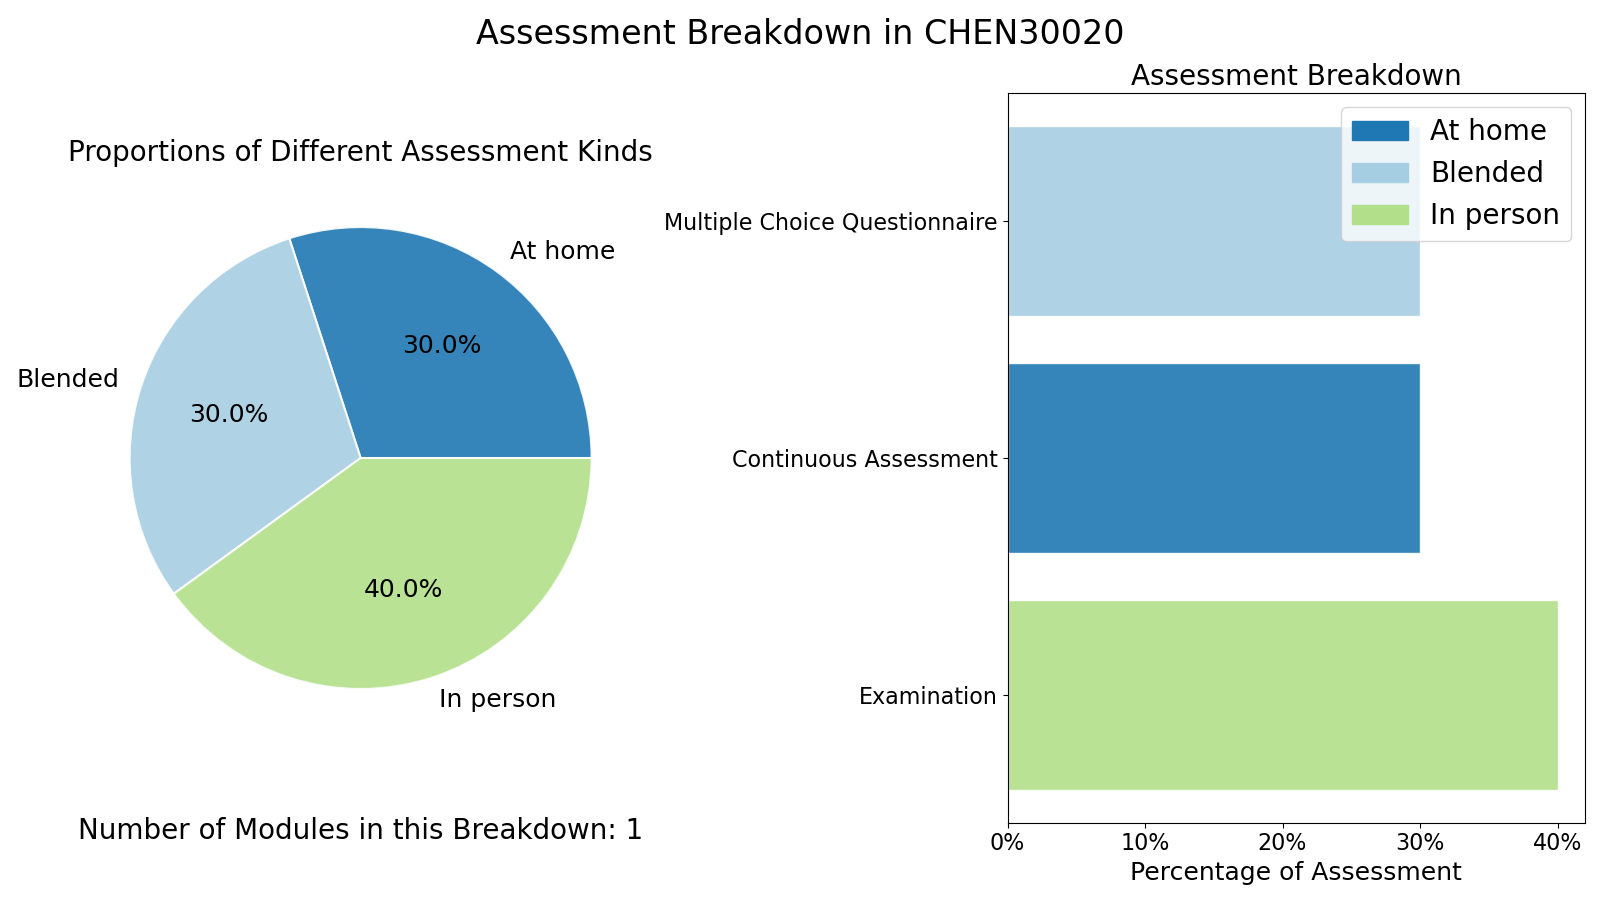 Assessment Breakdown in CHEN30020
Proportions of Different Assessment Kinds
At home
30.0%
Blended
30.0%
40.0%
In person
Number of Modules in this Breakdown: 1
Assessment Breakdown
At home
Blended
In person
Multiple Choice Questionnaire
Continuous Assessment
Examination
0% 10% 20% 30% 40%
Percentage of Assessment